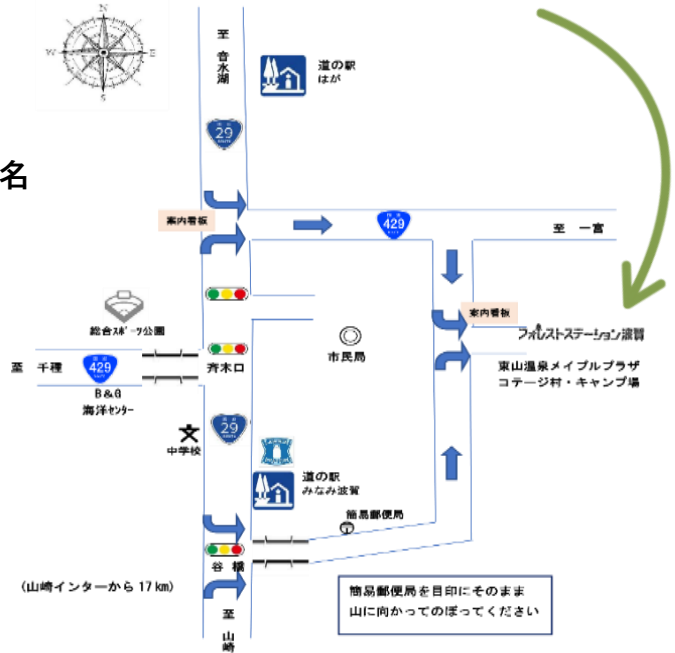 N
W
E
S
至 音水湖
道の駅
はが
29
名
案内看板
429
至 一宮
案内看板
フォレストステーション波賀
東山温泉メイプルプラザ
コテージ村・キャンプ場
総合スポーツ公園
市民局
至 千種
429
斉木口
B&G
海洋センター
29
中学校
道の駅
みなみ波賀
簡易郵便局
谷橋
(山崎インターから 17 km)
至 山崎
簡易郵便局を目印にそのまま
山に向かってのぼってください